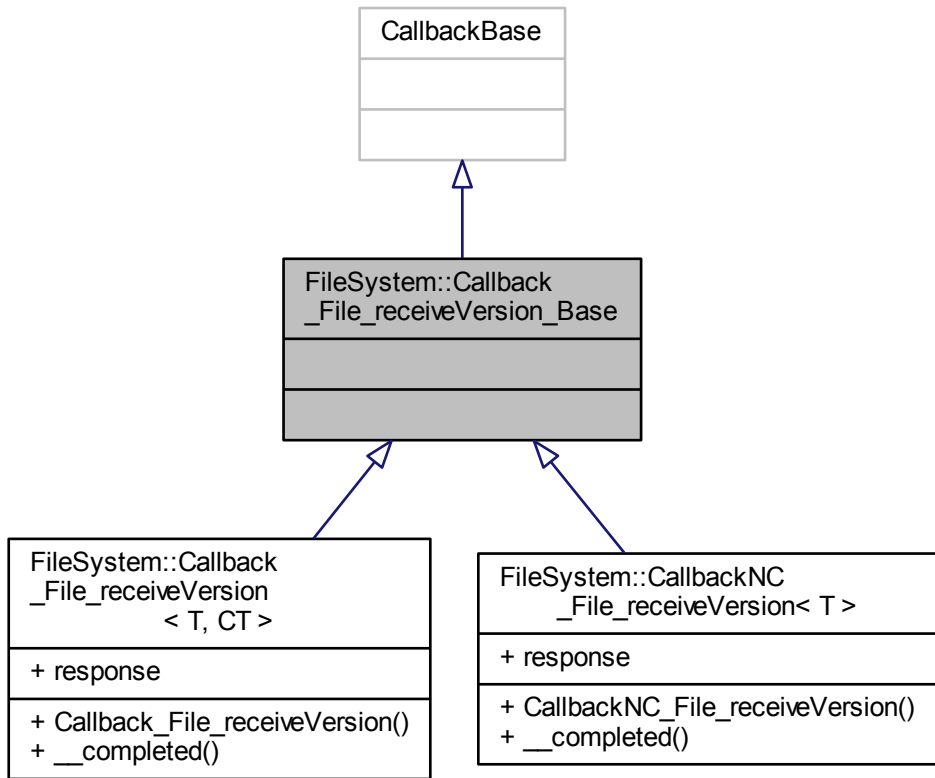 CallbackBase
FileSystem::Callback
_File_receiveVersion_Base
FileSystem::Callback
_File_receiveVersion
< T, CT >
+ response
+ Callback_File_receiveVersion()
+ __completed()
FileSystem::CallbackNC
_File_receiveVersion< T >
+ response
+ CallbackNC_File_receiveVersion()
+ __completed()